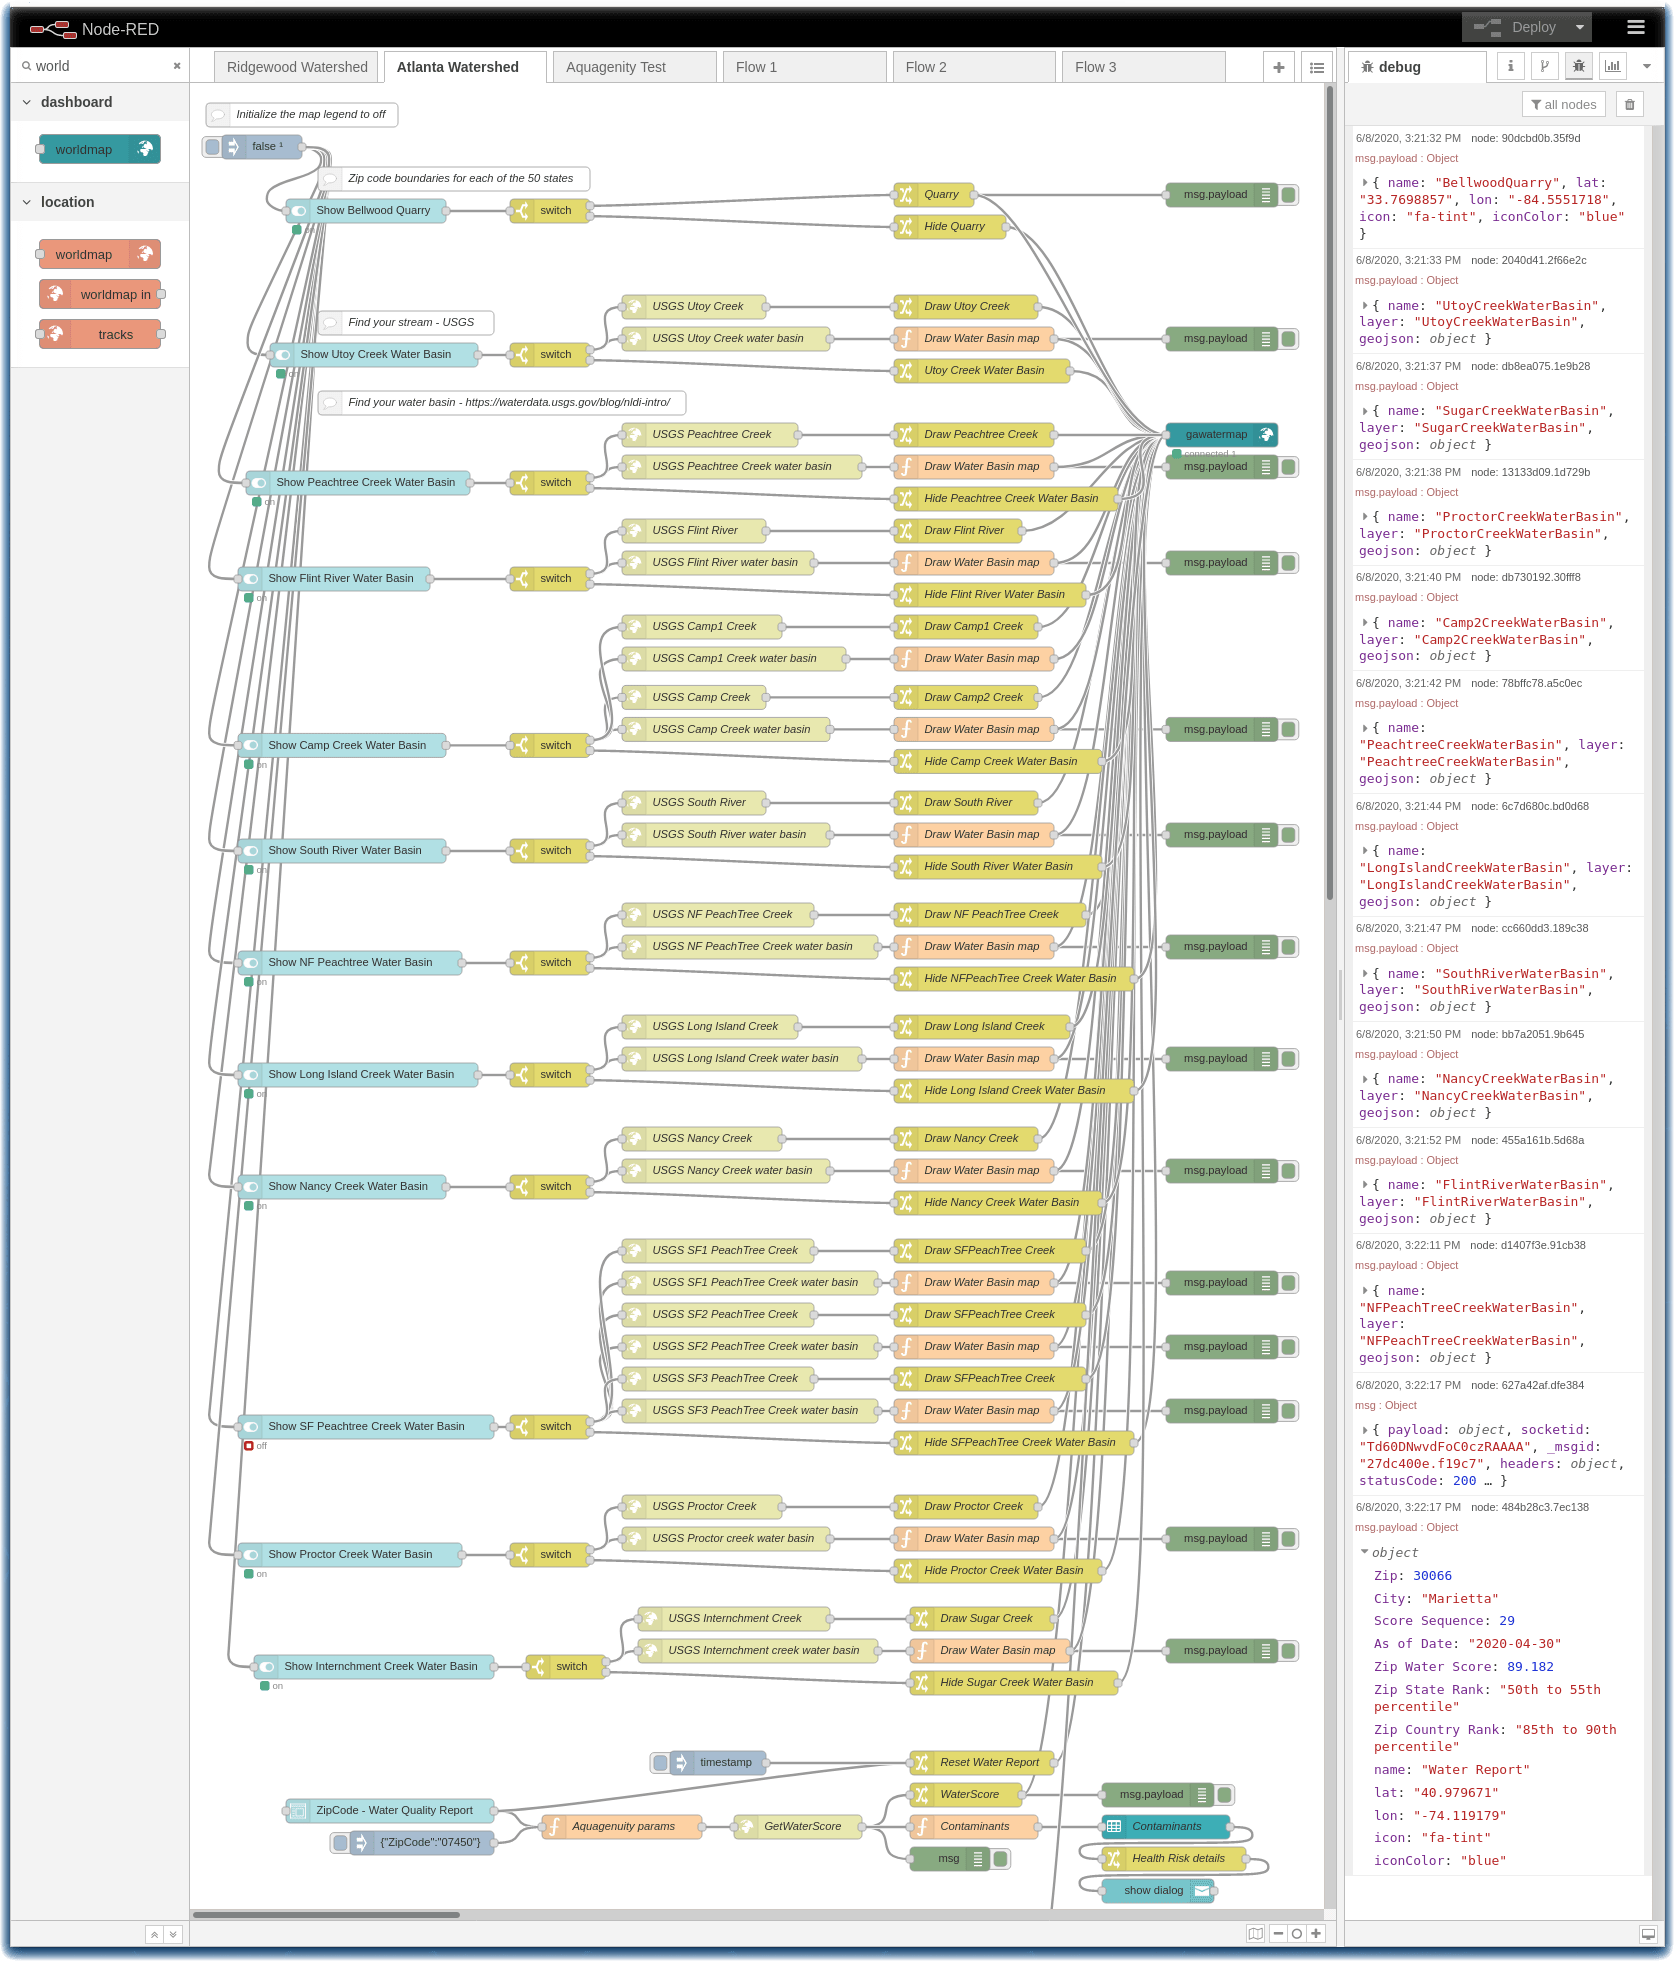 Node-RED
Deploy
world
dashboard
worldmap
location
worldmap
worldmap in
tracks
Ridgewood Watershed
Atlanta Watershed
Aquagenity Test
Flow 1
Flow 2
Flow 3
Initialize the map legend to off
false ¹
Zip code boundaries for each of the 50 states
Show Bellwood Quarry
switch
Quarry
msg.payload
Hide Quarry
USGS Utoy Creek
Draw Utoy Creek
Find your stream - USGS
USGS Utoy Creek water basin
Draw Water Basin map
msg.payload
Show Utoy Creek Water Basin
switch
Utoy Creek Water Basin
on
Find your water basin - https://waterdata.usgs.gov/blog/nldi-intro/
USGS Peachtree Creek
Draw Peachtree Creek
gawatermap
connected 1
USGS Peachtree Creek water basin
Draw Water Basin map
msg.payload
Show Peachtree Creek Water Basin
switch
Hide Peachtree Creek Water Basin
on
USGS Flint River
Draw Flint River
USGS Flint River water basin
Draw Water Basin map
msg.payload
Show Flint River Water Basin
switch
Hide Flint River Water Basin
on
USGS Camp1 Creek
Draw Camp1 Creek
USGS Camp1 Creek water basin
Draw Water Basin map
USGS Camp Creek
Draw Camp2 Creek
USGS Camp Creek water basin
Draw Water Basin map
msg.payload
Show Camp Creek Water Basin
switch
Hide Camp Creek Water Basin
on
USGS South River
Draw South River
USGS South River water basin
Draw Water Basin map
msg.payload
Show South River Water Basin
switch
Hide South River Water Basin
on
USGS NF PeachTree Creek
Draw NF PeachTree Creek
USGS NF PeachTree Creek water basin
Draw Water Basin map
msg.payload
Show NF Peachtree Water Basin
switch
Hide NFPeachTree Creek Water Basin
on
USGS Long Island Creek
Draw Long Island Creek
USGS Long Island Creek water basin
Draw Water Basin map
msg.payload
Show Long Island Creek Water Basin
switch
Hide Long Island Creek Water Basin
on
USGS Nancy Creek
Draw Nancy Creek
USGS Nancy Creek water basin
Draw Water Basin map
msg.payload
Show Nancy Creek Water Basin
switch
Hide Nancy Creek Water Basin
on
USGS SF1 PeachTree Creek
Draw SFPeachTree Creek
USGS SF1 PeachTree Creek water basin
Draw Water Basin map
msg.payload
USGS SF2 PeachTree Creek
Draw SFPeachTree Creek
USGS SF2 PeachTree Creek water basin
Draw Water Basin map
msg.payload
USGS SF3 PeachTree Creek
Draw SFPeachTree Creek
USGS SF3 PeachTree Creek water basin
Draw Water Basin map
msg.payload
Show SF Peachtree Creek Water Basin
switch
Hide SFPeachTree Creek Water Basin
off
USGS Proctor Creek
Draw Proctor Creek
USGS Proctor creek water basin
Draw Water Basin map
msg.payload
Show Proctor Creek Water Basin
switch
Hide Proctor Creek Water Basin
on
USGS Internchment Creek
Draw Sugar Creek
USGS Internchment creek water basin
Draw Water Basin map
msg.payload
Show Internchment Creek Water Basin
switch
Hide Sugar Creek Water Basin
on
timestamp
Reset Water Report
WaterScore
msg.payload
ZipCode - Water Quality Report
Aquagenuity params
GetWaterScore
Contaminants
Contaminants
{"ZipCode":"07450"}
msg
Health Risk details
show dialog
debug
all nodes
6/8/2020, 3:21:32 PM node: 90dcbd0b.35f9d
msg.payload : Object
{ name: "BellwoodQuarry", lat:
"33.7698857", lon: "-84.5551718",
icon: "fa-tint", iconColor: "blue"
}
6/8/2020, 3:21:33 PM node: 2040d41.2f66e2c
msg.payload : Object
{ name: "UtoyCreekWaterBasin",
layer: "UtoyCreekWaterBasin",
geojson: object }
6/8/2020, 3:21:37 PM node: db8ea075.1e9b28
msg.payload : Object
{ name: "SugarCreekWaterBasin",
layer: "SugarCreekWaterBasin",
geojson: object }
6/8/2020, 3:21:38 PM node: 13133d09.1d729b
msg.payload : Object
{ name: "ProctorCreekWaterBasin",
layer: "ProctorCreekWaterBasin",
geojson: object }
6/8/2020, 3:21:40 PM node: db730192.30fff8
msg.payload : Object
{ name: "Camp2CreekWaterBasin",
layer: "Camp2CreekWaterBasin",
geojson: object }
6/8/2020, 3:21:42 PM node: 78bffc78.a5c0ec
msg.payload : Object
{ name:
"PeachtreeCreekWaterBasin", layer:
"PeachtreeCreekWaterBasin",
geojson: object }
6/8/2020, 3:21:44 PM node: 6c7d680c.bd0d68
msg.payload : Object
{ name:
"LongIslandCreekWaterBasin", layer:
"LongIslandCreekWaterBasin",
geojson: object }
6/8/2020, 3:21:47 PM node: cc660dd3.189c38
msg.payload : Object
{ name: "SouthRiverWaterBasin",
layer: "SouthRiverWaterBasin",
geojson: object }
6/8/2020, 3:21:50 PM node: bb7a2051.9b645
msg.payload : Object
{ name: "NancyCreekWaterBasin",
layer: "NancyCreekWaterBasin",
geojson: object }
6/8/2020, 3:21:52 PM node: 455a161b.5d68a
msg.payload : Object
{ name: "FlintRiverWaterBasin",
layer: "FlintRiverWaterBasin",
geojson: object }
6/8/2020, 3:22:11 PM node: d1407f3e.91cb38
msg.payload : Object
{ name:
"NFPeachTreeCreekWaterBasin",
layer:
"NFPeachTreeCreekWaterBasin",
geojson: object }
6/8/2020, 3:22:17 PM node: 627a42af.dfe384
msg : Object
{ payload: object, socketid:
"Td60DNwvdFoC0czRAAAA", _msgid:
"27dc400e.f19c7", headers: object,
statusCode: 200 … }
6/8/2020, 3:22:17 PM node: 484b28c3.7ec138
msg.payload : Object
object
Zip: 30066
City: "Marietta"
Score Sequence: 29
As of Date: "2020-04-30"
Zip Water Score: 89.182
Zip State Rank: "50th to 55th
percentile"
Zip Country Rank: "85th to 90th
percentile"
name: "Water Report"
lat: "40.979671"
lon: "-74.119179"
icon: "fa-tint"
iconColor: "blue"